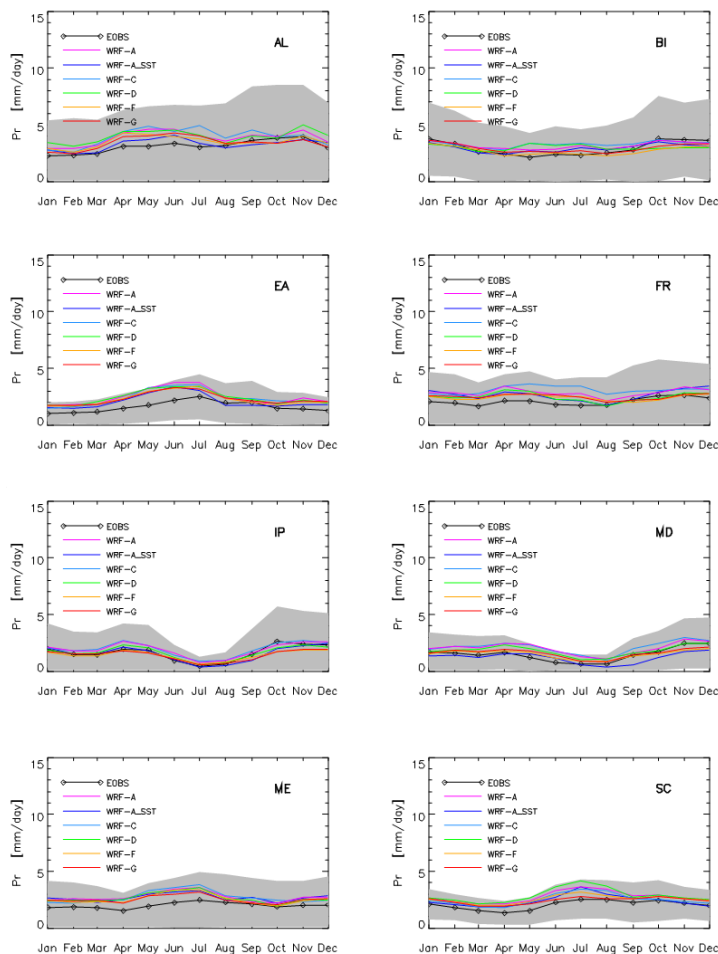 15
10
5
0
Pr [mm/day]
AL
EOBS
WRF-A
WRF-A_SST
WRF-C
WRF-D
WRF-F
WRF-G
Jan Feb Mar Apr May Jun Jul Aug Sep Oct Nov Dec
15
10
5
0
Pr [mm/day]
BI
EOBS
WRF-A
WRF-A_SST
WRF-C
WRF-D
WRF-F
WRF-G
Jan Feb Mar Apr May Jun Jul Aug Sep Oct Nov Dec
15
10
5
0
Pr [mm/day]
EA
EOBS
WRF-A
WRF-A_SST
WRF-C
WRF-D
WRF-F
WRF-G
Jan Feb Mar Apr May Jun Jul Aug Sep Oct Nov Dec
15
10
5
0
Pr [mm/day]
FR
EOBS
WRF-A
WRF-A_SST
WRF-C
WRF-D
WRF-F
WRF-G
Jan Feb Mar Apr May Jun Jul Aug Sep Oct Nov Dec
15
10
5
0
Pr [mm/day]
IP
EOBS
WRF-A
WRF-A_SST
WRF-C
WRF-D
WRF-F
WRF-G
Jan Feb Mar Apr May Jun Jul Aug Sep Oct Nov Dec
15
10
5
0
Pr [mm/day]
MD
EOBS
WRF-A
WRF-A_SST
WRF-C
WRF-D
WRF-F
WRF-G
Jan Feb Mar Apr May Jun Jul Aug Sep Oct Nov Dec
15
10
5
0
Pr [mm/day]
ME
EOBS
WRF-A
WRF-A_SST
WRF-C
WRF-D
WRF-F
WRF-G
Jan Feb Mar Apr May Jun Jul Aug Sep Oct Nov Dec
15
10
5
0
Pr [mm/day]
SC
EOBS
WRF-A
WRF-A_SST
WRF-C
WRF-D
WRF-F
WRF-G
Jan Feb Mar Apr May Jun Jul Aug Sep Oct Nov Dec